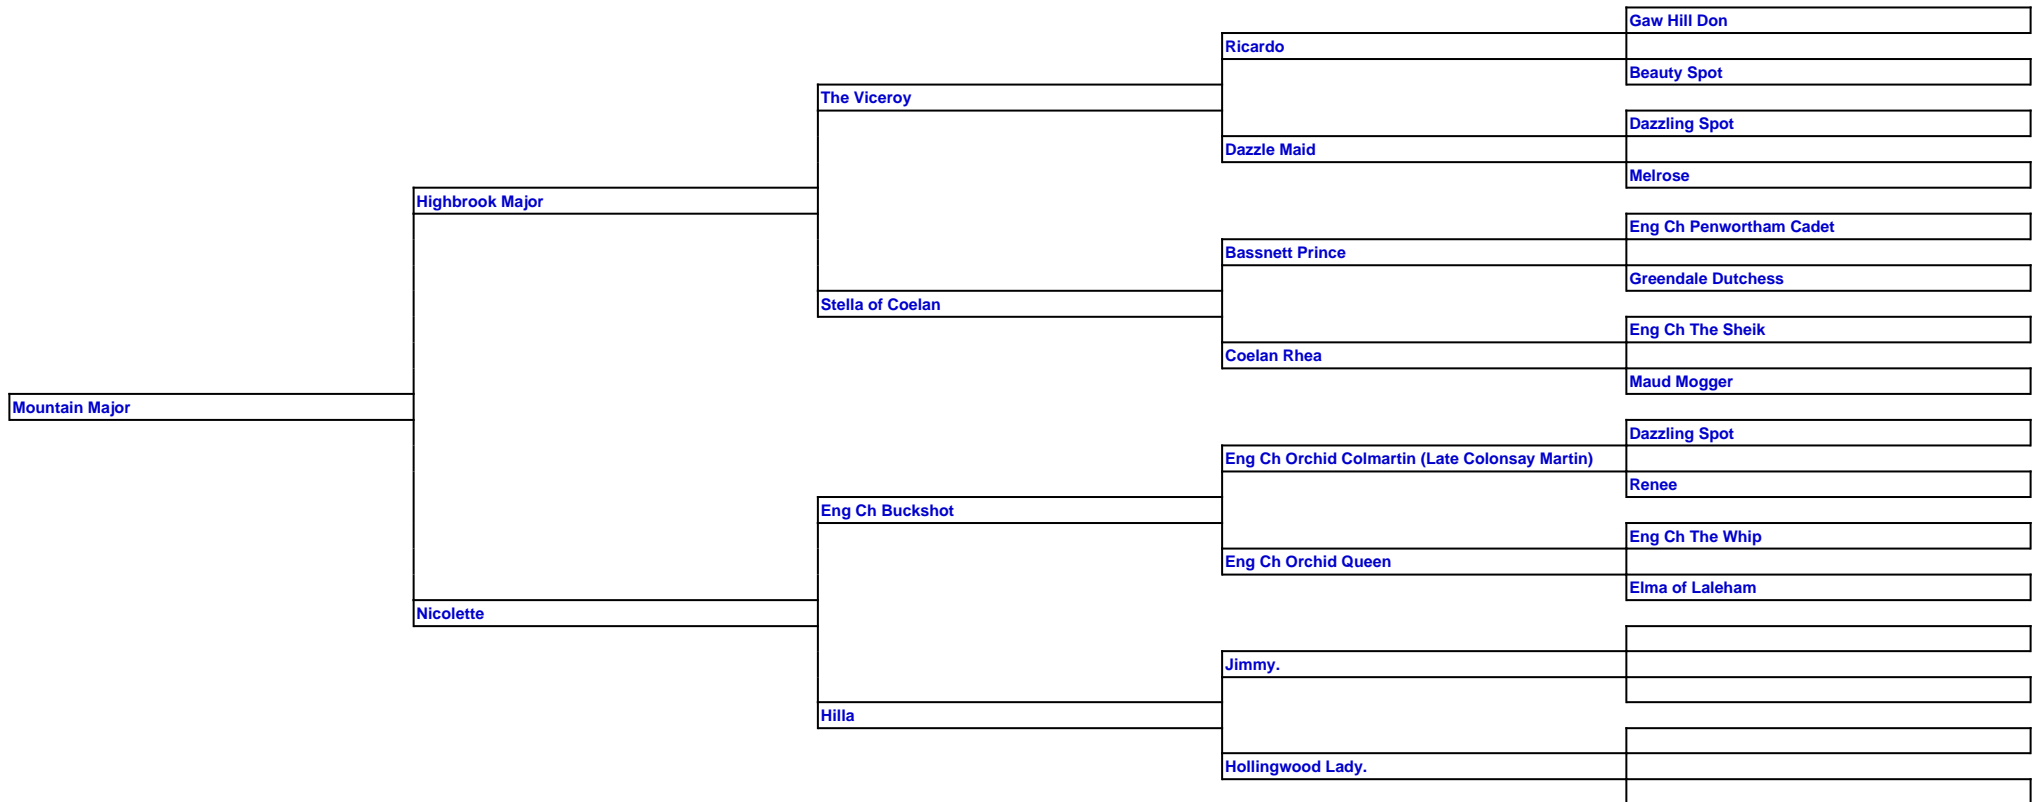 Gaw Hill Don
Ricardo
Beauty Spot
The Viceroy
Dazzling Spot
Dazzle Maid
Melrose
Highbrook Major
Eng Ch Penwortham Cadet
Bassnett Prince
Greendale Dutchess
Stella of Coelan
Eng Ch The Sheik
Coelan Rhea
Maud Mogger
Mountain Major
Dazzling Spot
Eng Ch Orchid Colmartin (Late Colonsay Martin)
Renee
Eng Ch Buckshot
Eng Ch The Whip
Eng Ch Orchid Queen
Elma of Laleham
Nicolette
Jimmy.
Hilla
Hollingwood Lady.